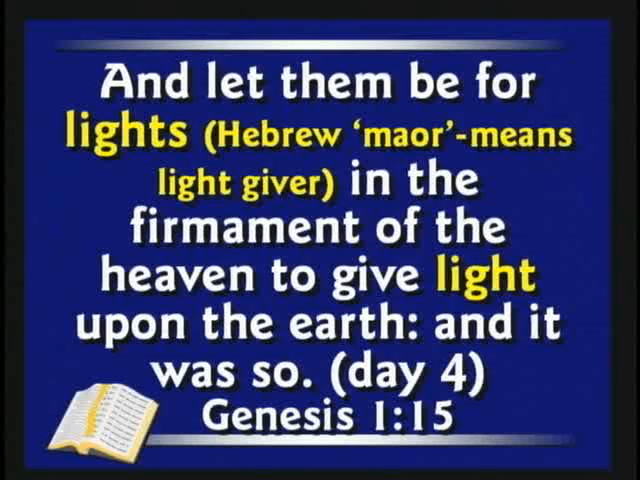 And let them be for
lights (Hebrew ‘maor’-means
light giver) in the
firmament of the
heaven to give light
upon the earth: and it
was so. (day 4)
Genesis 1:15